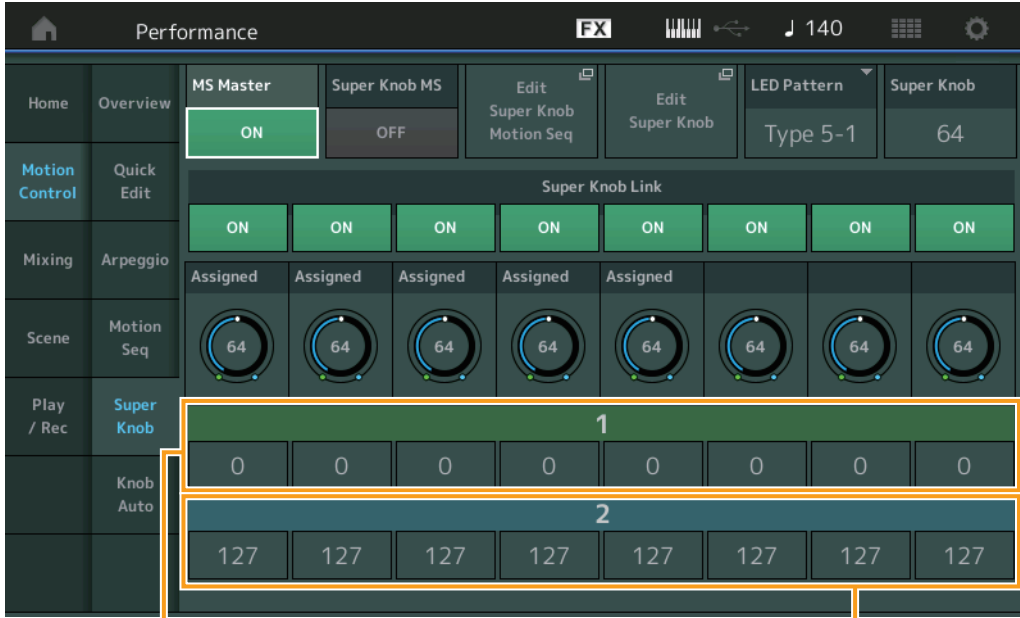 Performance FX ♩ 140
Home Overview MS Master Super Knob MS Edit Super Knob Motion Seq Edit Super Knob LED Pattern Super Knob
ON OFF Type 5-1 64
Motion Control Quick Edit Super Knob Link
ON ON ON ON ON ON ON ON
Mixing Arpeggio
Assigned Assigned Assigned Assigned Assigned
Scene Motion Seq 64 64 64 64 64 64 64 64
Play / Rec Super Knob 1
0 0 0 0 0 0 0 0
Knob Auto
2
127 127 127 127 127 127 127 127